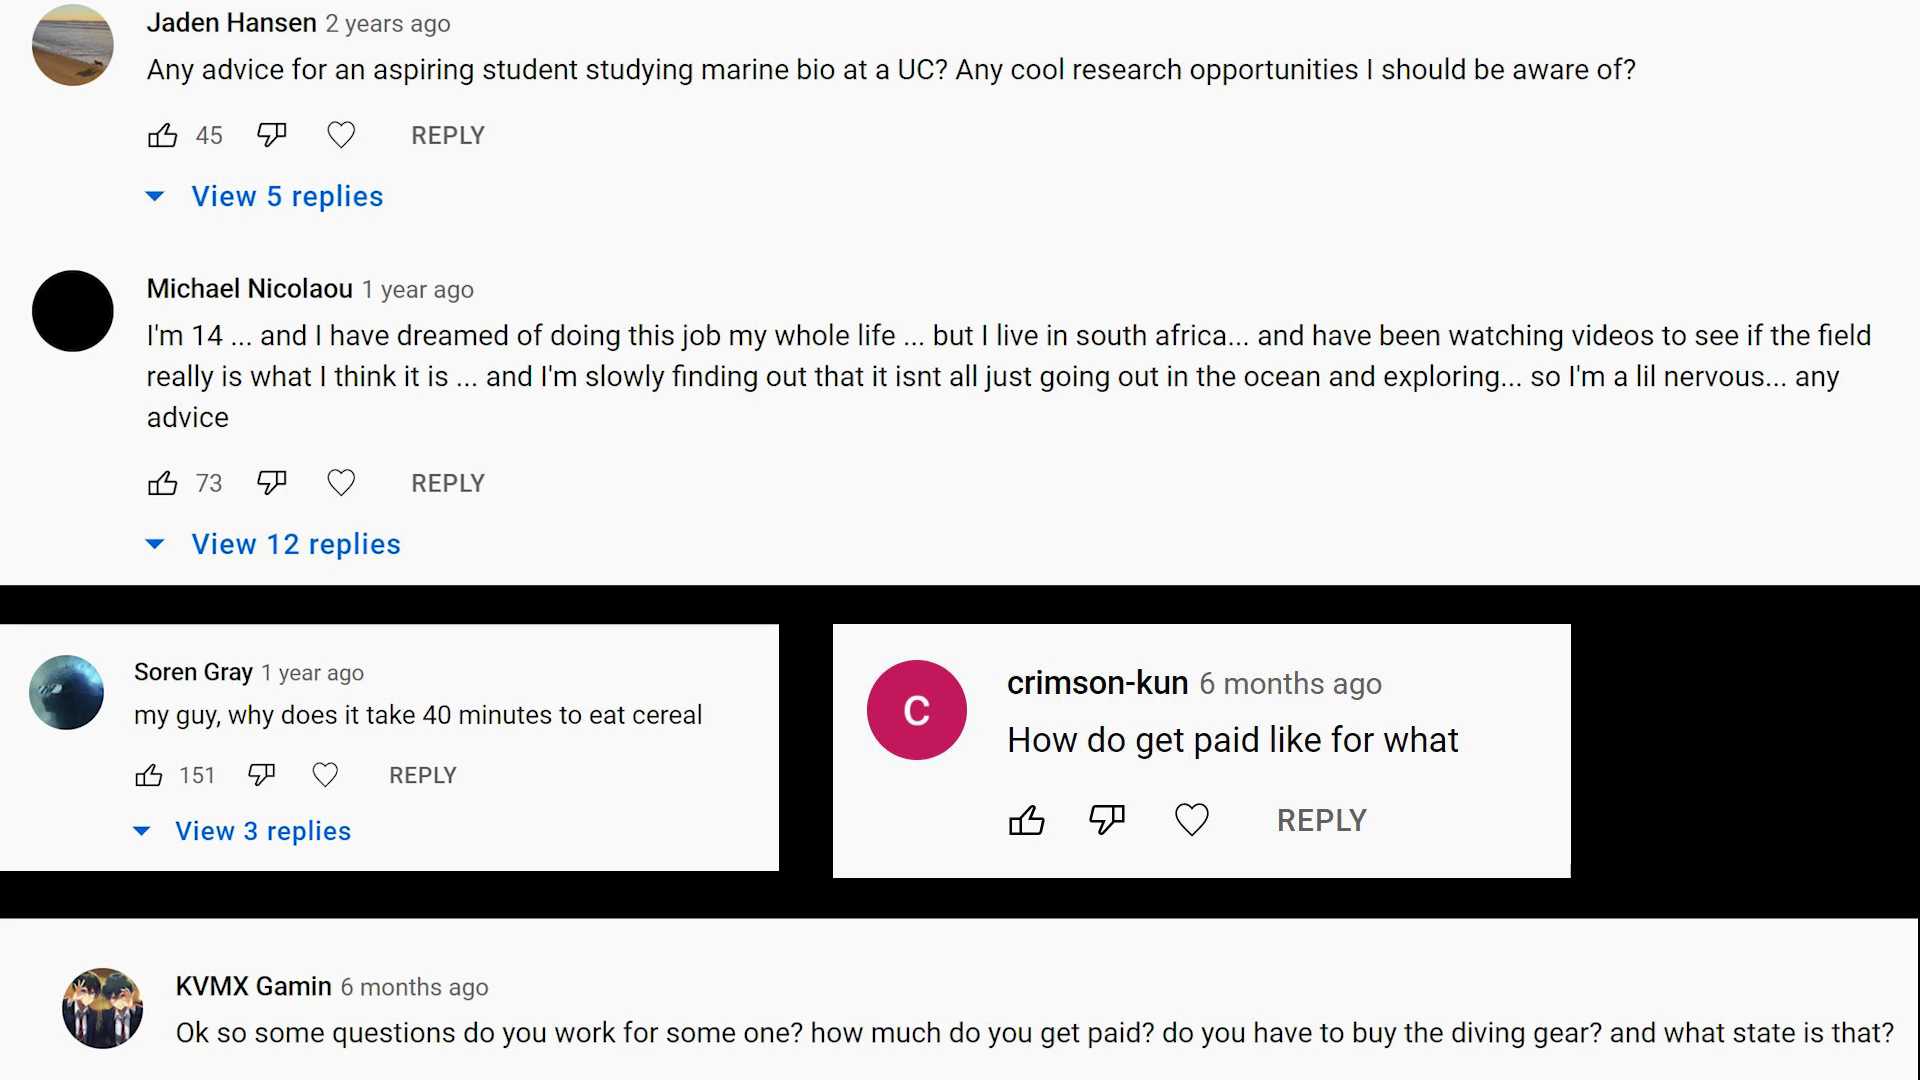 Jaden Hansen 2 years ago
Any advice for an aspiring student studying marine bio at a UC? Any cool research opportunities I should be aware of?
45 REPLY
View 5 replies
Michael Nicolaou 1 year ago
I'm 14 ... and I have dreamed of doing this job my whole life ... but I live in south africa... and have been watching videos to see if the field
really is what I think it is ... and I'm slowly finding out that it isnt all just going out in the ocean and exploring... so I'm a lil nervous... any
advice
73 REPLY
View 12 replies
Soren Gray 1 year ago
my guy, why does it take 40 minutes to eat cereal
151 REPLY
View 3 replies
C
crimson-kun 6 months ago
How do get paid like for what
REPLY
KVMX Gamin 6 months ago
Ok so some questions do you work for some one? how much do you get paid? do you have to buy the diving gear? and what state is that?